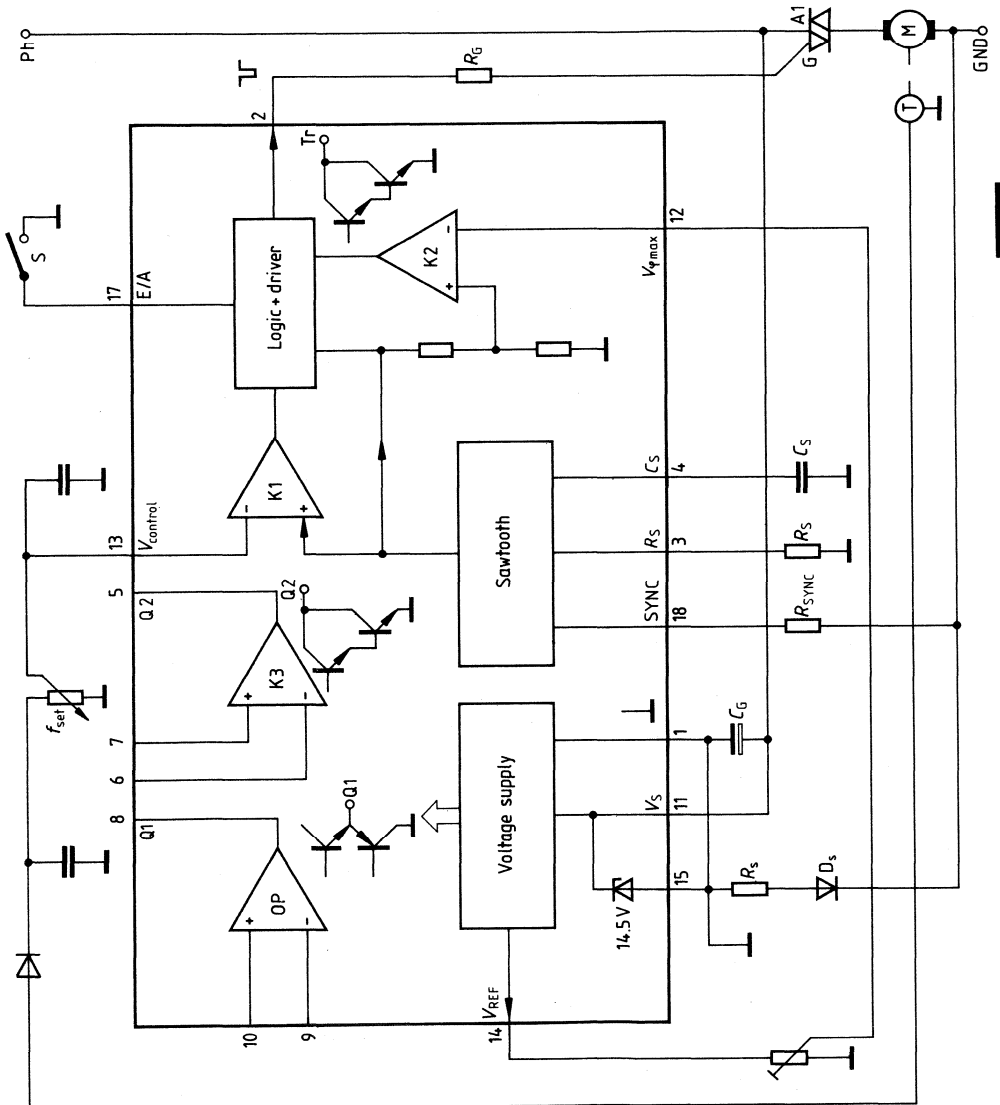 Ph
A1
G
M
GND
T
R_G
2
Tr
S
17
E/A
Logic + driver
K2
+
-
12
V_φmax
K1
-
+
13
V_control
5
Q2
K3
+
-
Q2
7
6
f_set
Sawtooth
C_S
4
C_S
R_S
3
R_S
SYNC
18
R_SYNC
8
Q1
OP
+
-
Q1
10
9
Voltage supply
1
C_G
V_S
11
15
14.5 V
R_s
D_s
V_REF
14